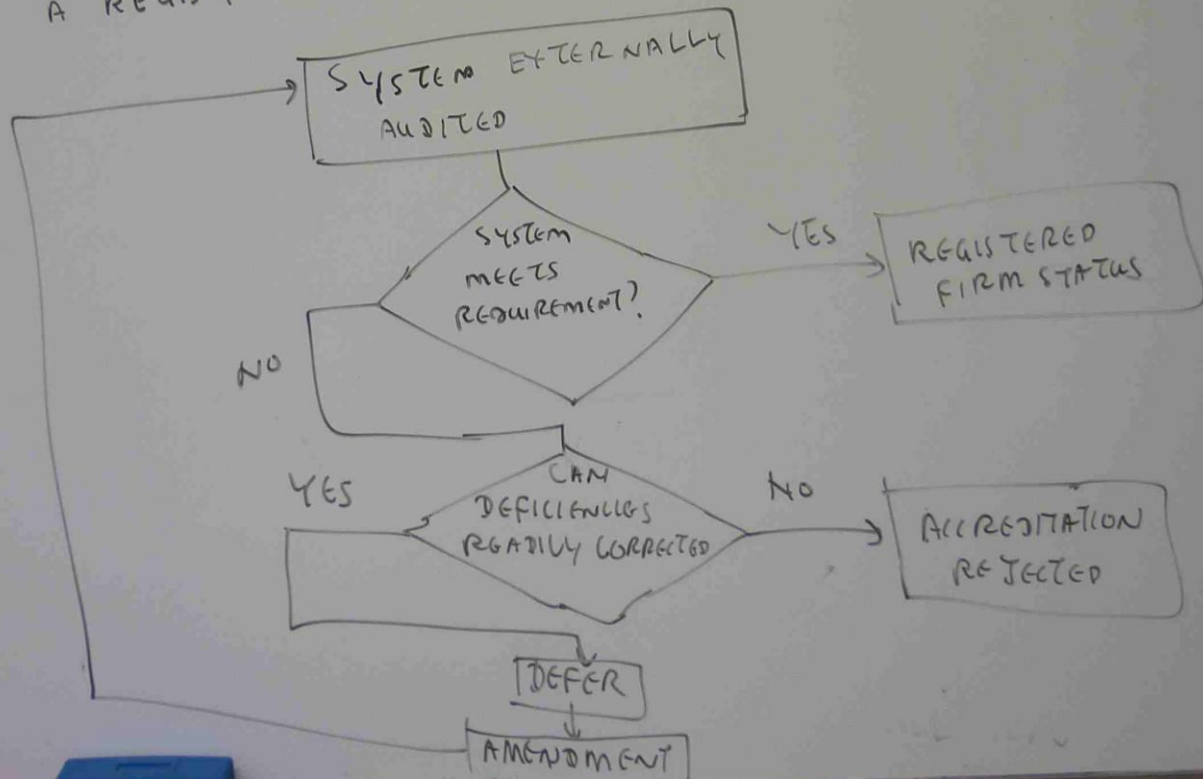 A REGIS
SYSTEM EXTERNALLY
AUDITED
SYSTEM
MEETS
REQUIREMENT?
YES
REGISTERED
FIRM STATUS
NO
CAN
DEFICIENCIES
READILY CORRECTED
YES
NO
ACCREDITATION
REJECTED
DEFER
AMENDMENT